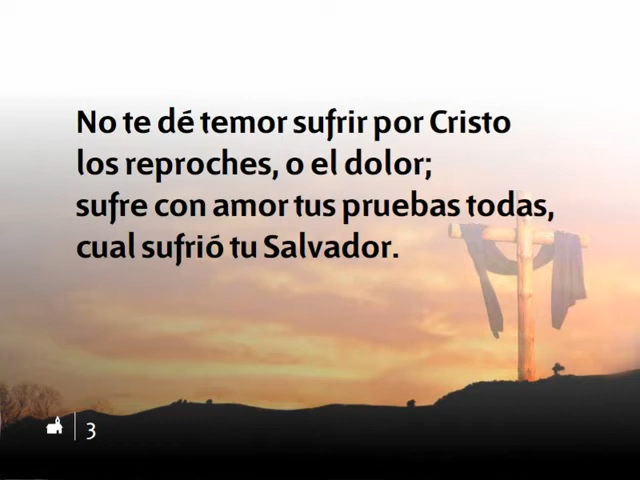 No te dé temor sufrir por Cristo
los reproches, o el dolor;
sufre con amor tus pruebas todas,
cual sufrió tu Salvador.
3